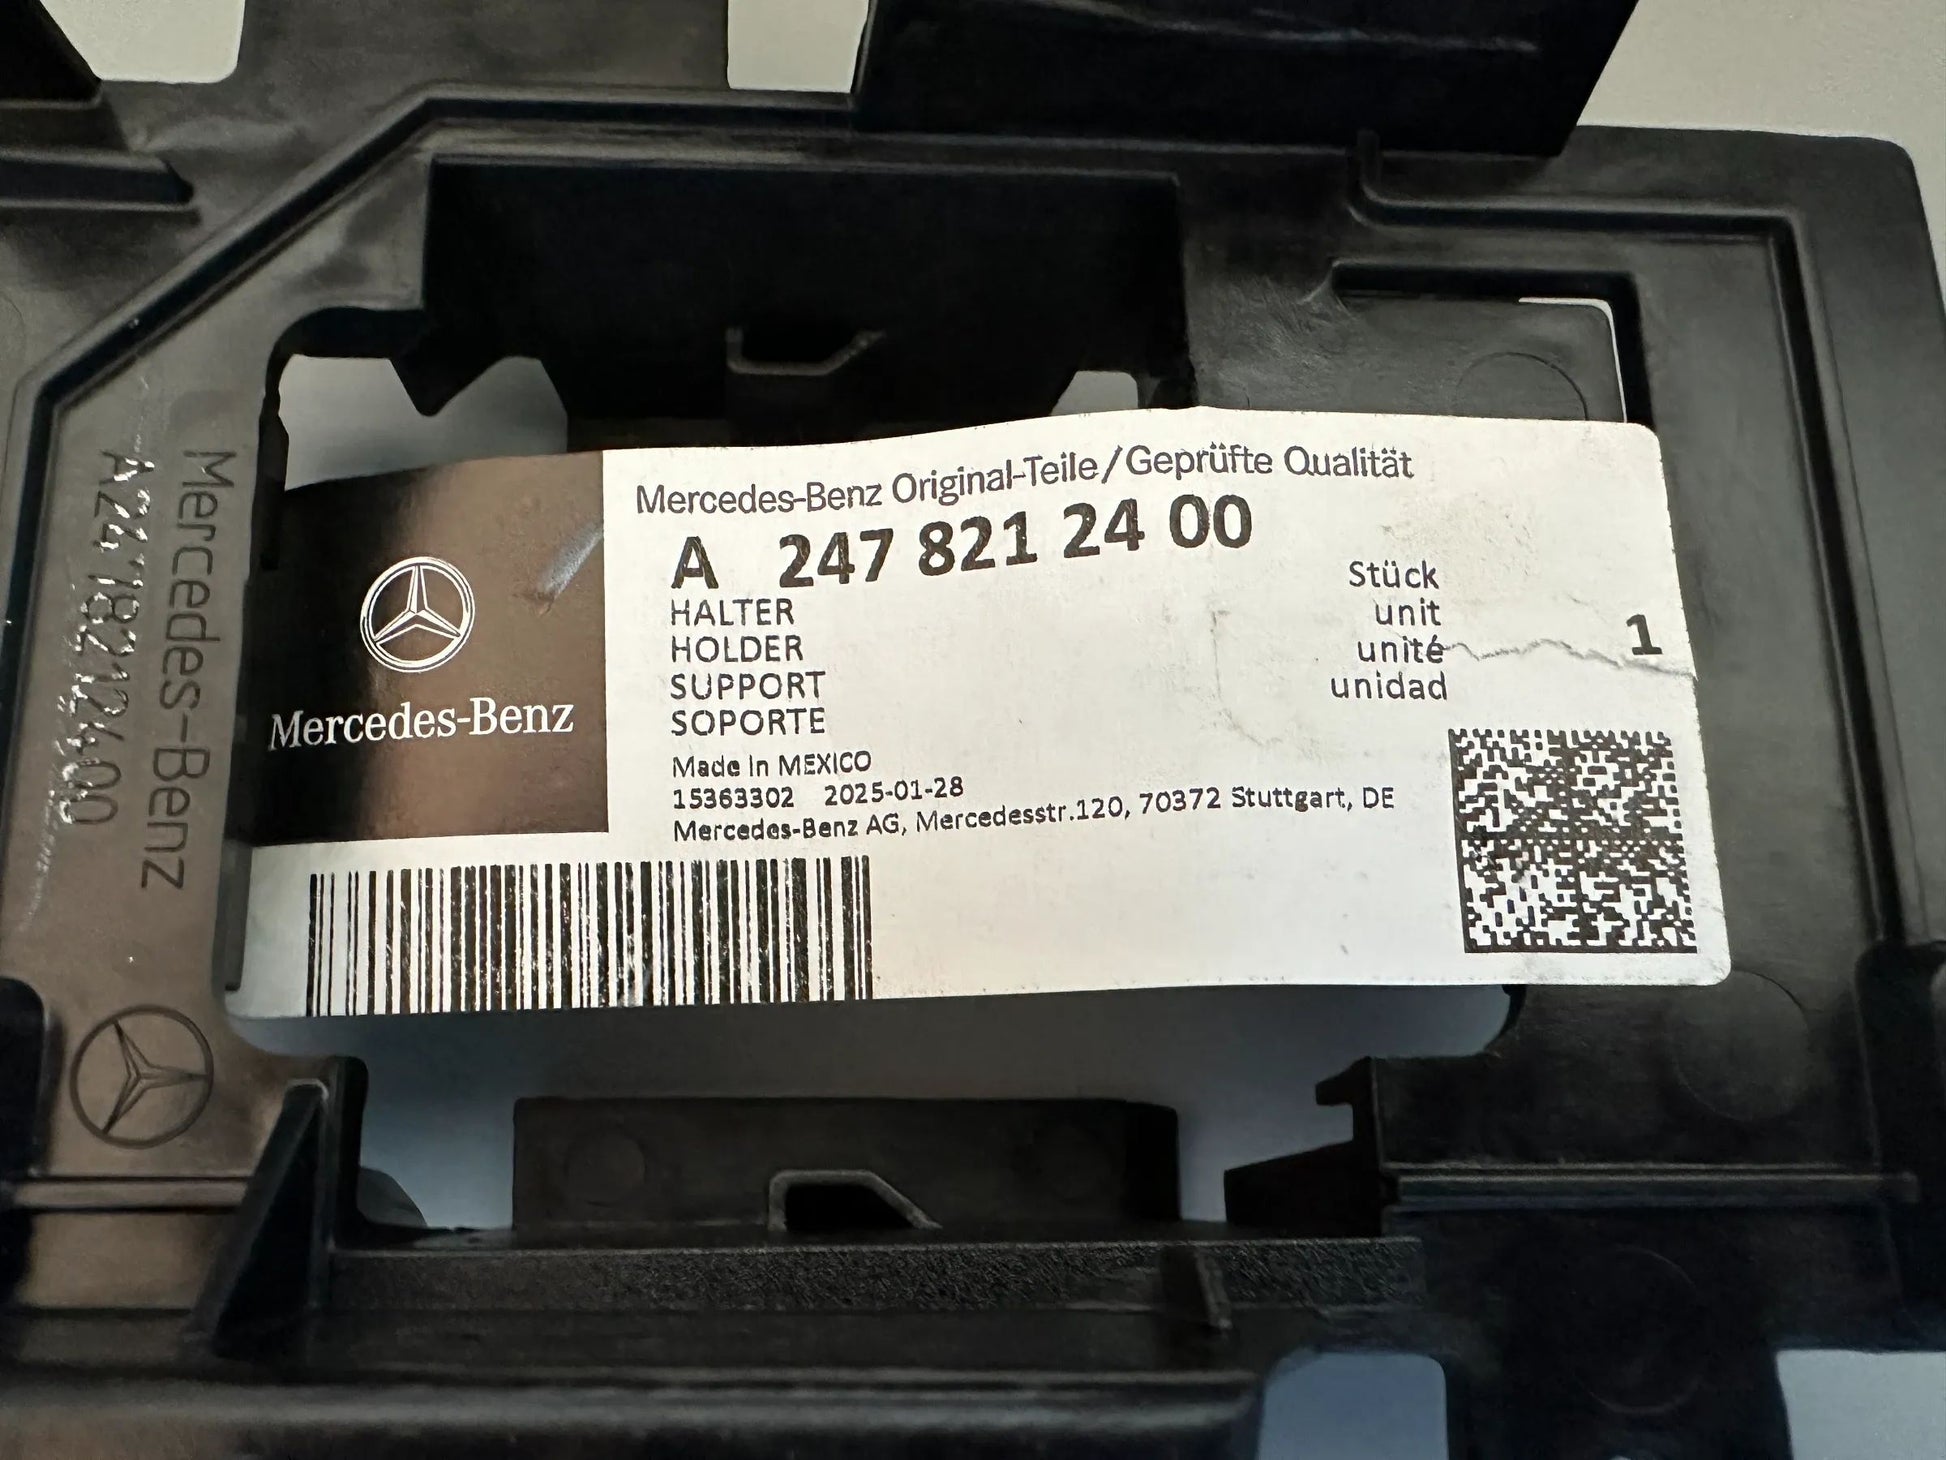 Mercedes-Benz Original-Teile/Geprüfte Qualität
A 247 821 24 00
HALTER
HOLDER
SUPPORT
SOPORTE
Stück
unit
unité
unidad
1
Made In MEXICO
15363302 2025-01-28
Mercedes-Benz AG, Mercedesstr.120, 70372 Stuttgart, DE
Mercedes-Benz
Mercedes-Benz
A2478212400